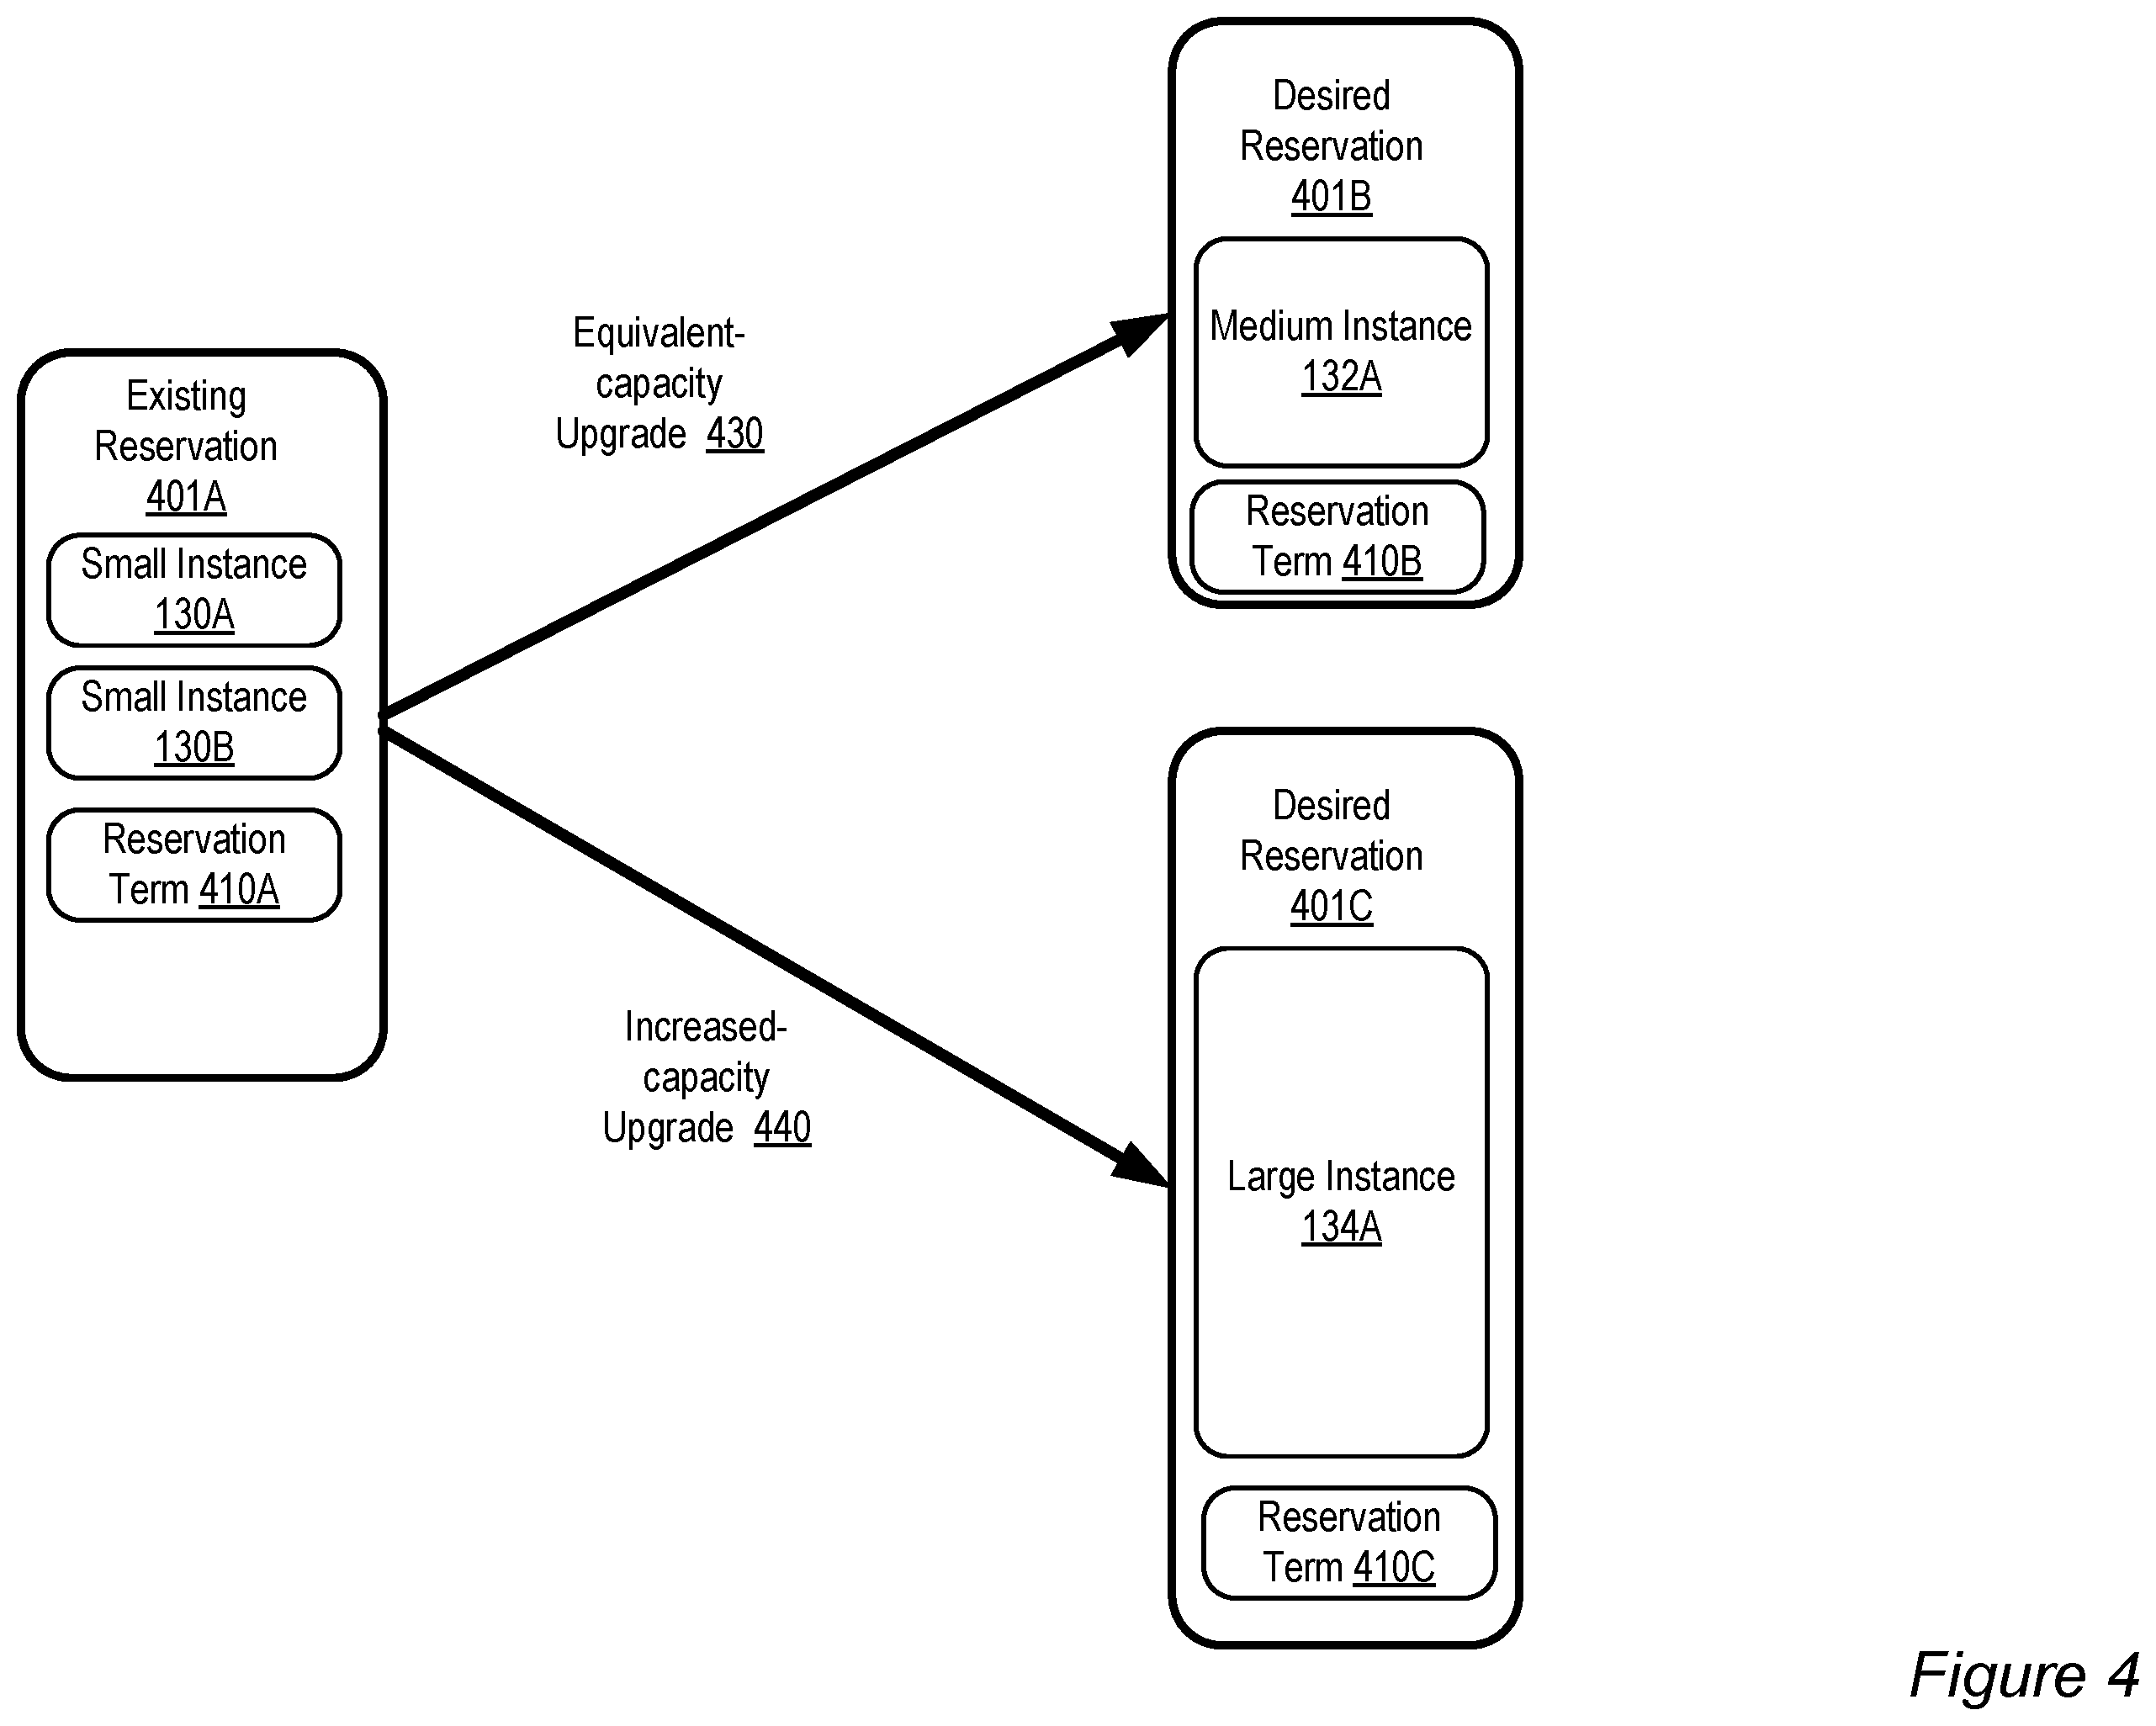 Existing
Reservation
401A
Small Instance
130A
Small Instance
130B
Reservation
Term 410A
Equivalent-
capacity
Upgrade 430
Increased-
capacity
Upgrade 440
Desired
Reservation
401B
Medium Instance
132A
Reservation
Term 410B
Desired
Reservation
401C
Large Instance
134A
Reservation
Term 410C
Figure 4